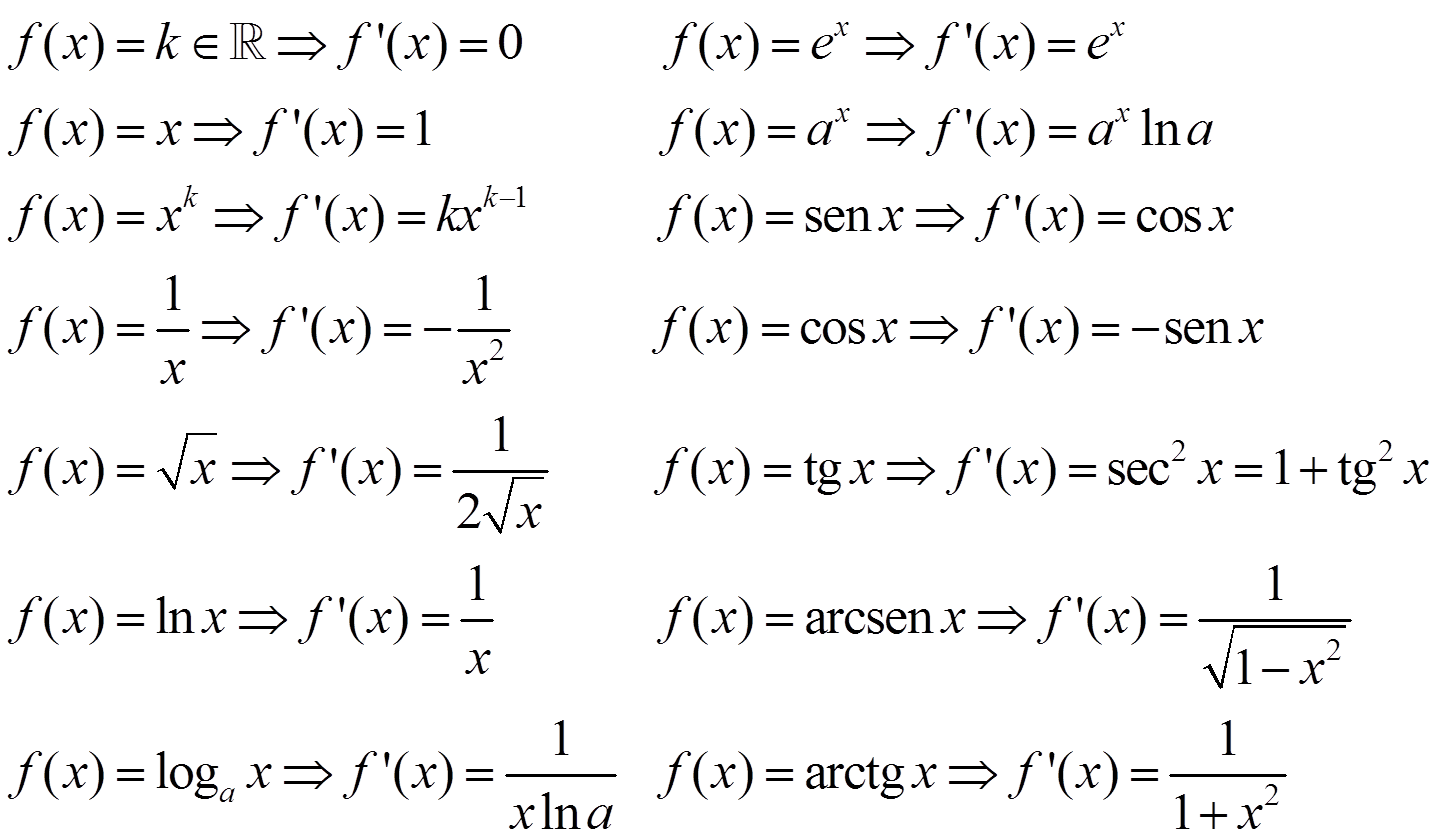 f(x) = k ∈ ℝ ⇒ f'(x) = 0
f(x) = x ⇒ f'(x) = 1
f(x) = x^k ⇒ f'(x) = kx^(k−1)
f(x) = 1/x ⇒ f'(x) = −1/x²
f(x) = √x ⇒ f'(x) = 1/(2√x)
f(x) = ln x ⇒ f'(x) = 1/x
f(x) = logₐ x ⇒ f'(x) = 1/(x ln a)
f(x) = e^x ⇒ f'(x) = e^x
f(x) = a^x ⇒ f'(x) = a^x ln a
f(x) = sen x ⇒ f'(x) = cos x
f(x) = cos x ⇒ f'(x) = −sen x
f(x) = tg x ⇒ f'(x) = sec² x = 1 + tg² x
f(x) = arcsen x ⇒ f'(x) = 1/√(1 − x²)
f(x) = arctg x ⇒ f'(x) = 1/(1 + x²)